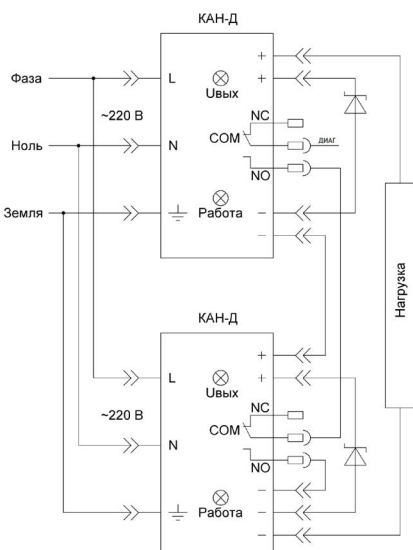 КАН-Д
+
Фаза
L
+
Uвых
~220 В
NC
COM
ДИАГ
Ноль
N
NO
Земля
Работа
–
–
Нагрузка
КАН-Д
+
L
+
Uвых
~220 В
NC
COM
N
NO
–
Работа
–
–